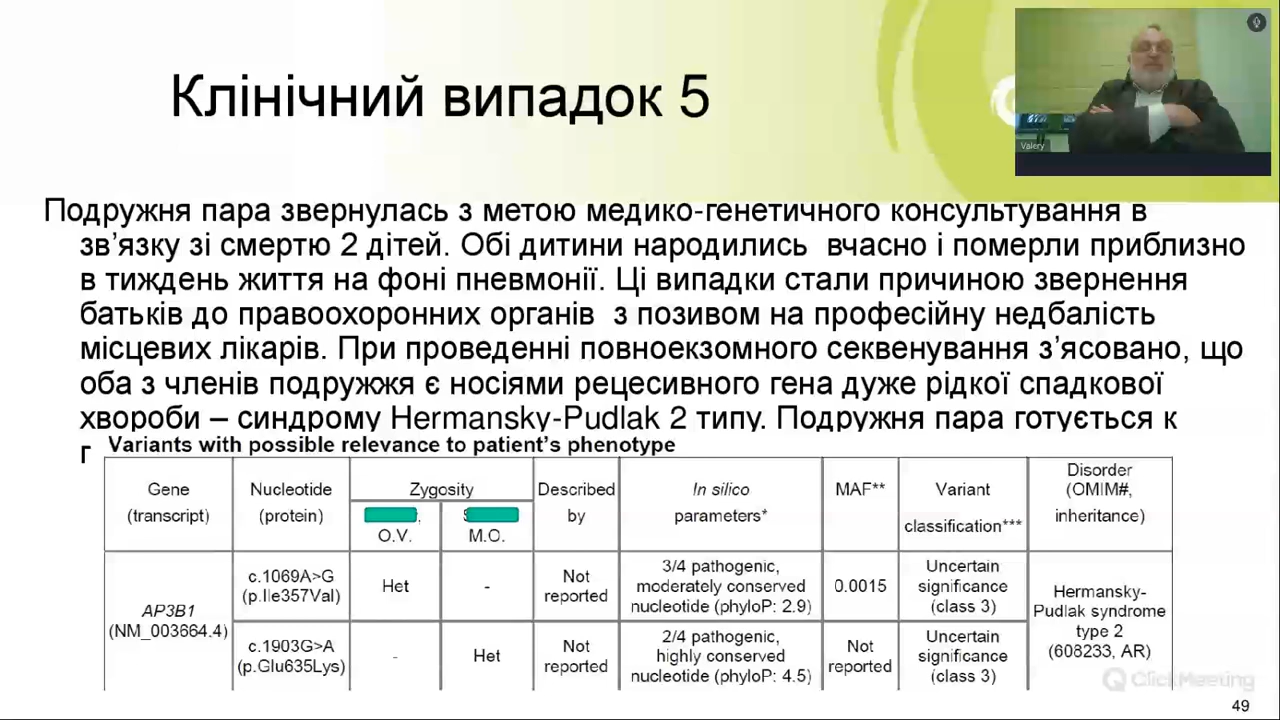 Клінічний випадок 5
Valery
Подружня пара звернулась з метою медико-генетичного консультування в
зв’язку зі смертю 2 дітей. Обі дитини народились вчасно і померли приблизно
в тиждень життя на фоні пневмонії. Ці випадки стали причиною звернення
батьків до правоохоронних органів з позивом на професійну недбалість
місцевих лікарів. При проведенні повноекзомного секвенування з’ясовано, що
оба з членів подружжя є носіями рецесивного гена дуже рідкої спадкової
хвороби – синдрому Hermansky-Pudlak 2 типу. Подружня пара готується к
г
Variants with possible relevance to patient’s phenotype
Gene (transcript) Nucleotide (protein) Zygosity Described by In silico parameters* MAF** Variant classification*** Disorder (OMIM#, inheritance)
O.V. M.O.
AP3B1 (NM_003664.4)
c.1069A>G (p.Ile357Val) Het - Not reported 3/4 pathogenic, moderately conserved nucleotide (phyloP: 2.9) 0.0015 Uncertain significance (class 3)
Hermansky-Pudlak syndrome type 2 (608233, AR)
c.1903G>A (p.Glu635Lys) - Het Not reported 2/4 pathogenic, highly conserved nucleotide (phyloP: 4.5) Not reported Uncertain significance (class 3)
ClickMeeting
49